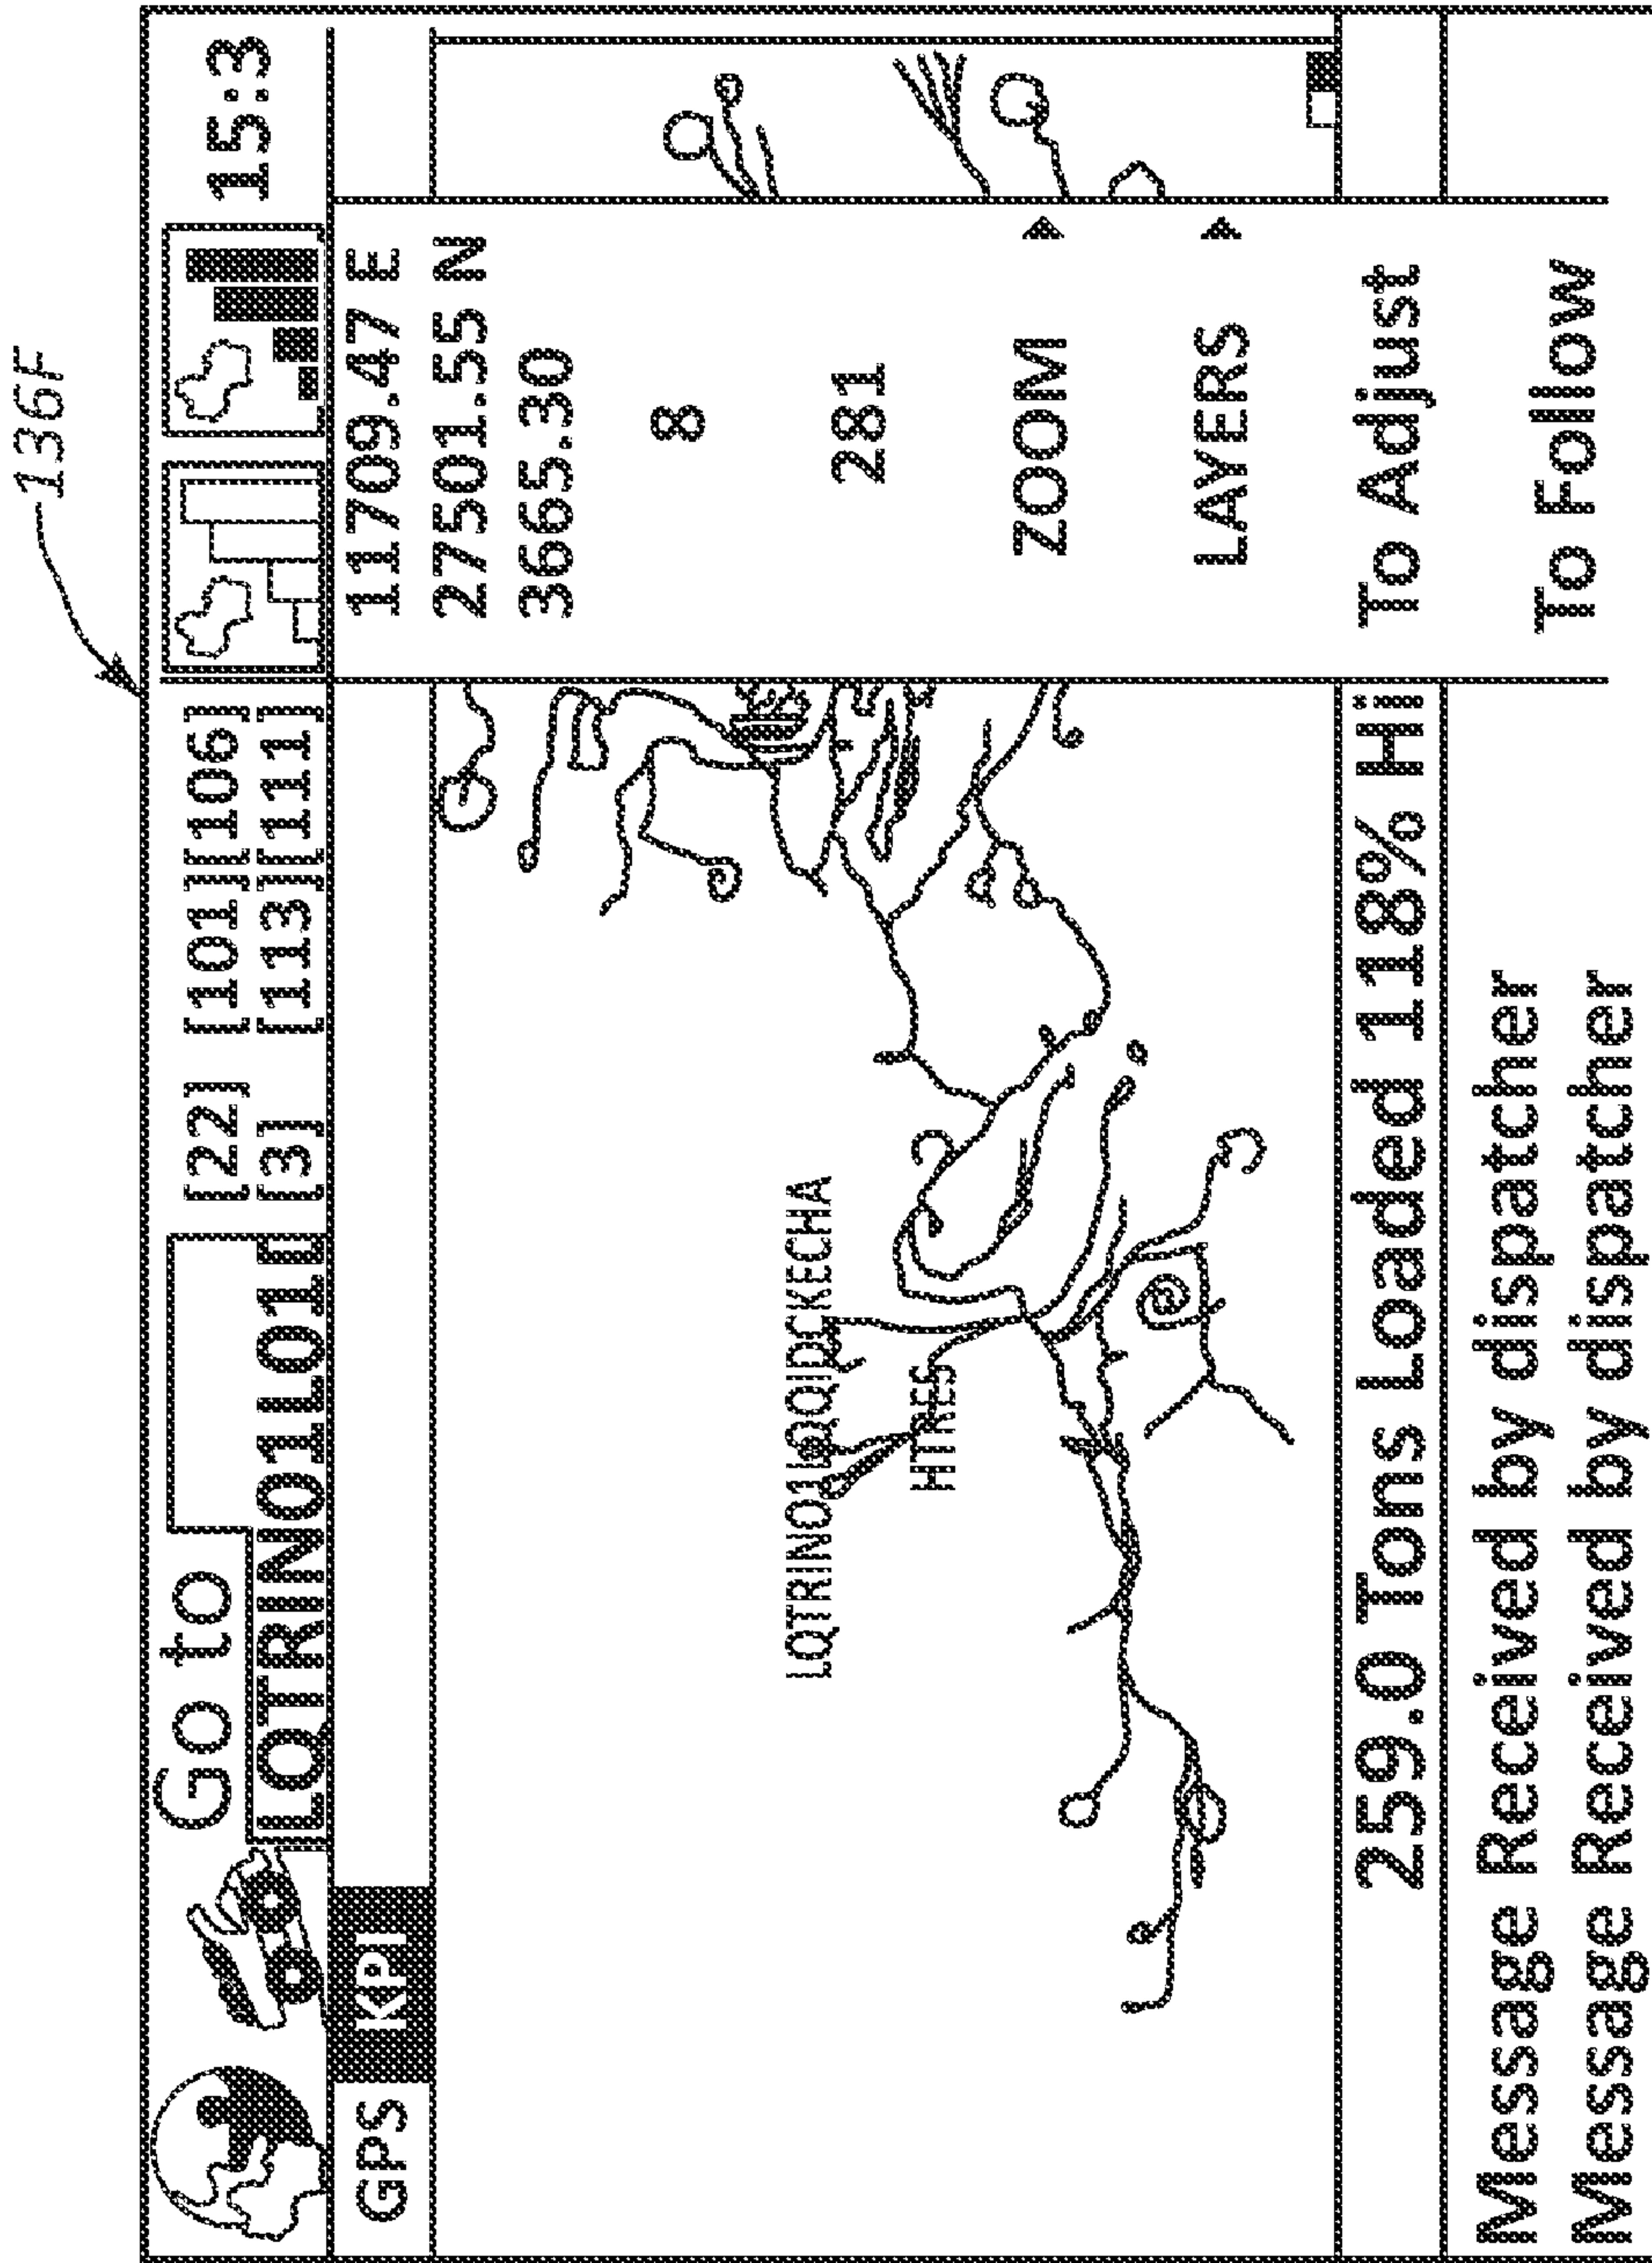 136F
Go to
[22] [101][106]
15:3
LQTRINO1LO1L
[3] [113][111]
GPS KPI
11709.47 E
27501.55 N
3665.30
8
281
ZOOM
LAYERS
LQTRINO1
HTRES
259.0 Tons Loaded 118% Hi
To Adjust
Message Received by dispatcher
To Follow
Message Received by dispatcher